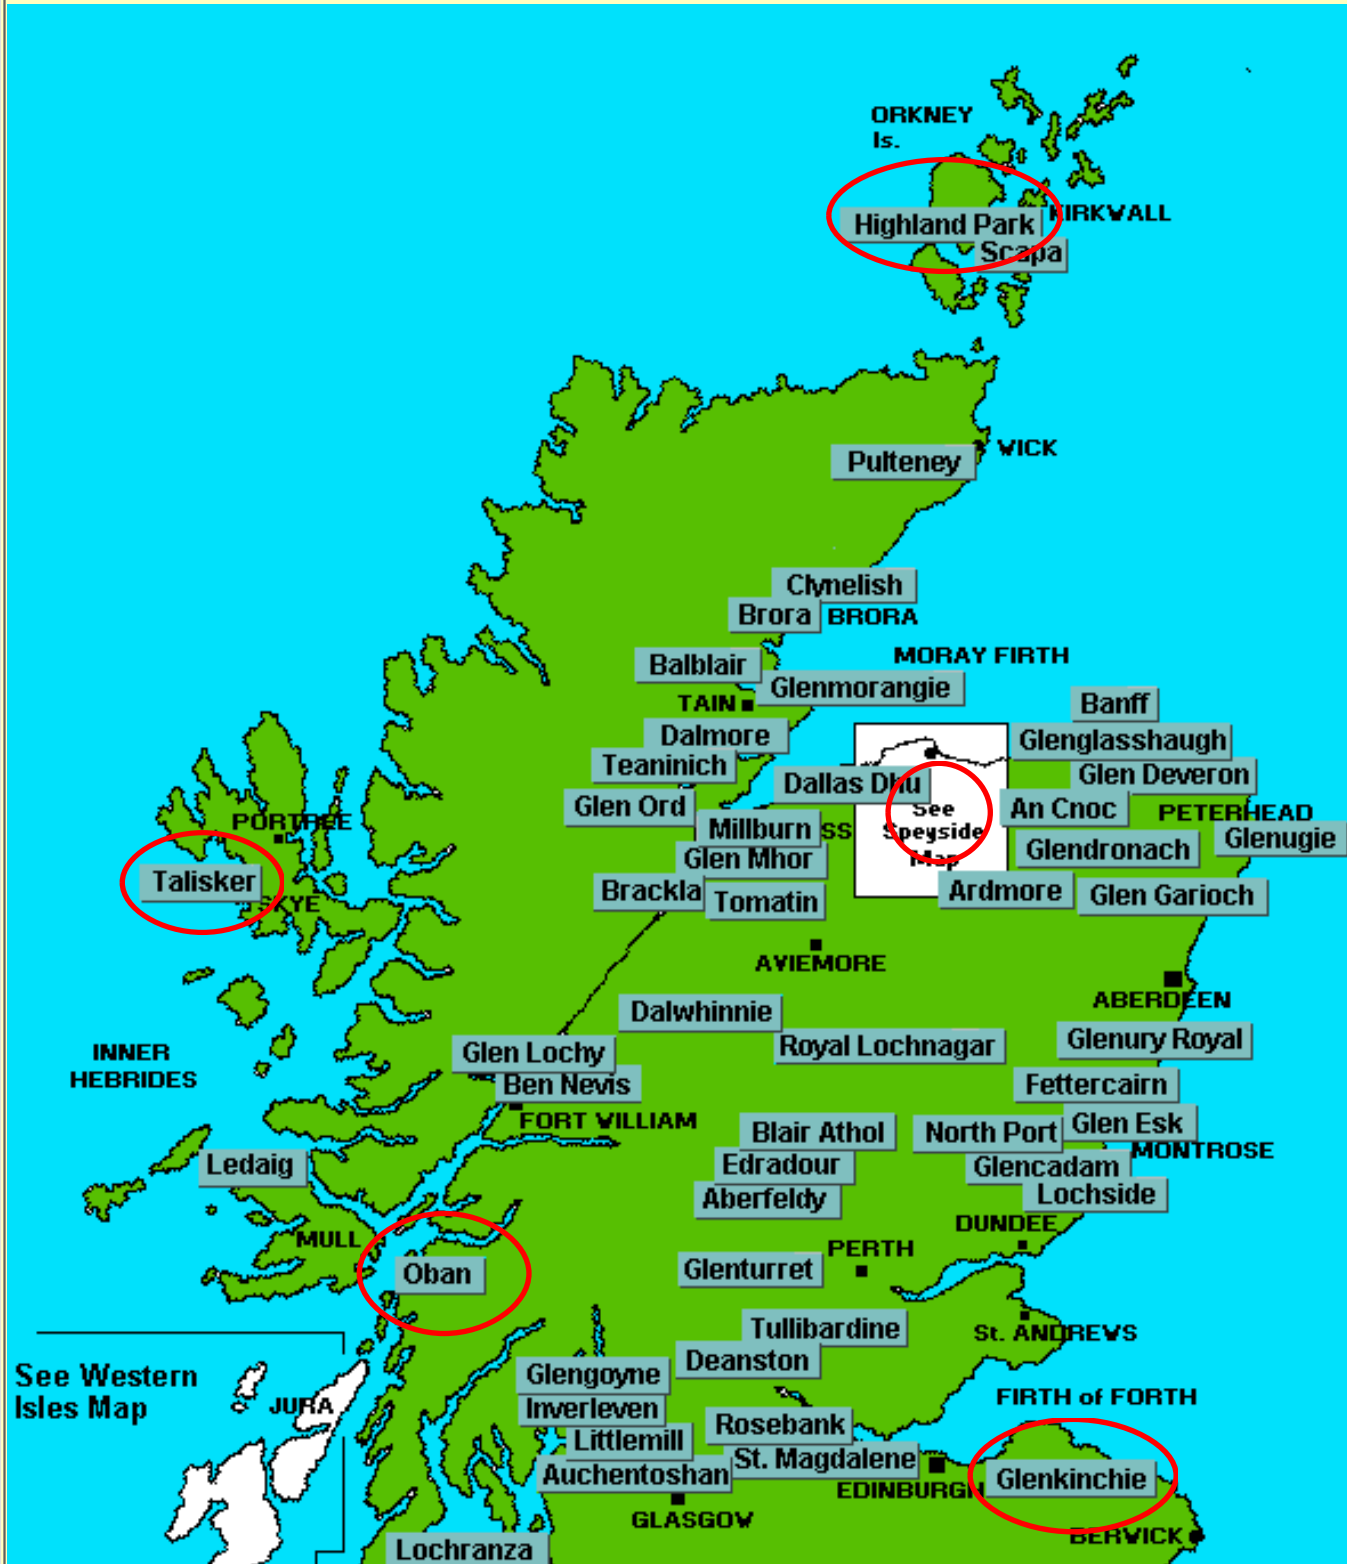 ORKNEY
Is.
Highland Park
KIRKWALL
Scapa
WICK
Pulteney
Clynelish
Brora
BRORA
MORAY FIRTH
Balblair
Glenmorangie
TAIN
Banff
Dalmore
Glenglasshaugh
Teaninich
Glen Deveron
Dallas Dhu
Glen Ord
See
Speyside
Map
An Cnoc
PETERHEAD
PORTREE
Millburn
SS
Glenugie
Glen Mhor
Glendronach
Talisker
SKYE
Brackla
Tomatin
Ardmore
Glen Garioch
AVIEMORE
ABERDEEN
Dalwhinnie
INNER
HEBRIDES
Glen Lochy
Royal Lochnagar
Glenury Royal
Ben Nevis
Fettercairn
FORT WILLIAM
Blair Athol
North Port
Glen Esk
MONTROSE
Ledaig
Edradour
Glencadam
Aberfeldy
Lochside
DUNDEE
MULL
PERTH
Oban
Glenturret
Tullibardine
St. ANDREWS
See Western
Isles Map
Deanston
Glengoyne
JURA
FIRTH of FORTH
Inverleven
Rosebank
Littlemill
St. Magdalene
Auchentoshan
EDINBURGH
Glenkinchie
GLASGOW
BERWICK
Lochranza